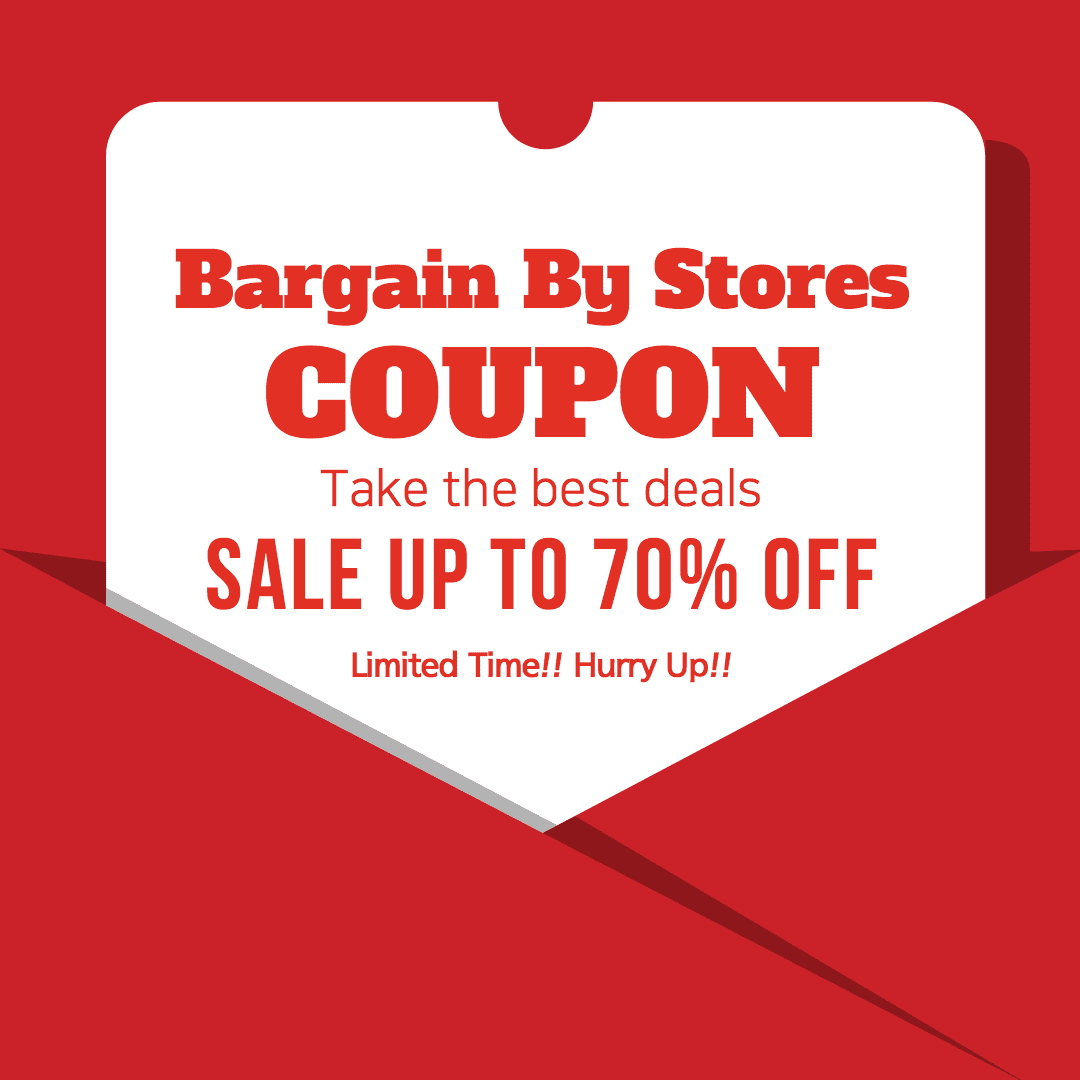 Bargain By Stores
COUPON
Take the best deals
SALE UP TO 70% OFF
Limited Time!! Hurry Up!!